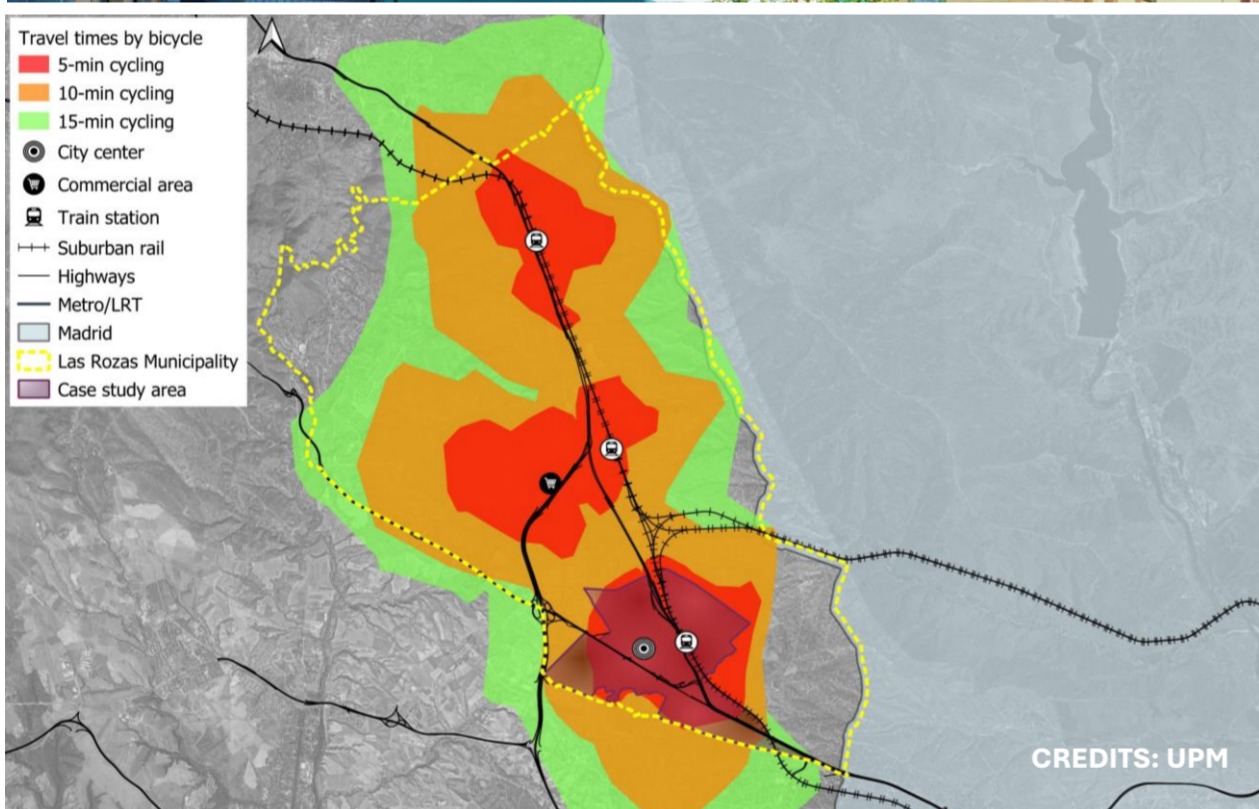 Travel times by bicycle
5-min cycling
10-min cycling
15-min cycling
City center
Commercial area
Train station
Suburban rail
Highways
Metro/LRT
Madrid
Las Rozas Municipality
Case study area
CREDITS: UPM